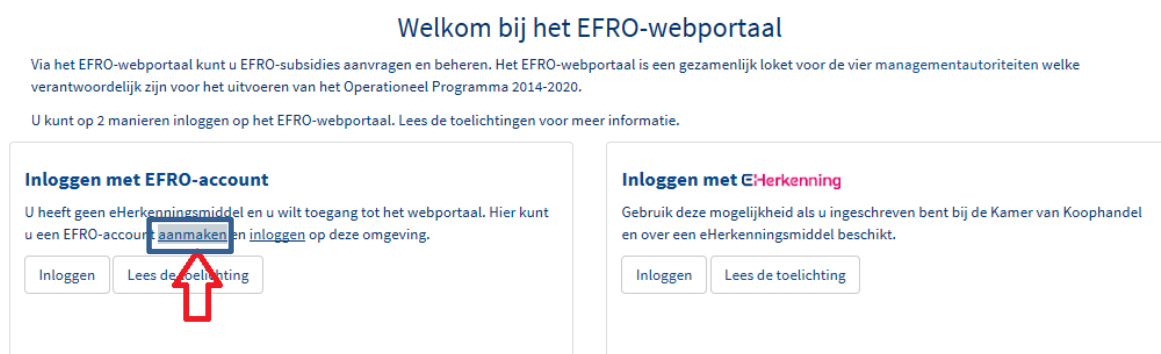 Welkom bij het EFRO-webportaal
Via het EFRO-webportaal kunt u EFRO-subsidies aanvragen en beheren. Het EFRO-webportaal is een gezamenlijk loket voor de vier managementautoriteiten welke
verantwoordelijk zijn voor het uitvoeren van het Operationeel Programma 2014-2020.
U kunt op 2 manieren inloggen op het EFRO-webportaal. Lees de toelichtingen voor meer informatie.
Inloggen met EFRO-account
U heeft geen eHerkenningsmiddel en u wilt toegang tot het webportaal. Hier kunt
u een EFRO-account aanmaken en inloggen op deze omgeving.
Inloggen
Lees de toelichting
Inloggen met eHerkenning
Gebruik deze mogelijkheid als u ingeschreven bent bij de Kamer van Koophandel
en over een eHerkenningsmiddel beschikt.
Inloggen
Lees de toelichting